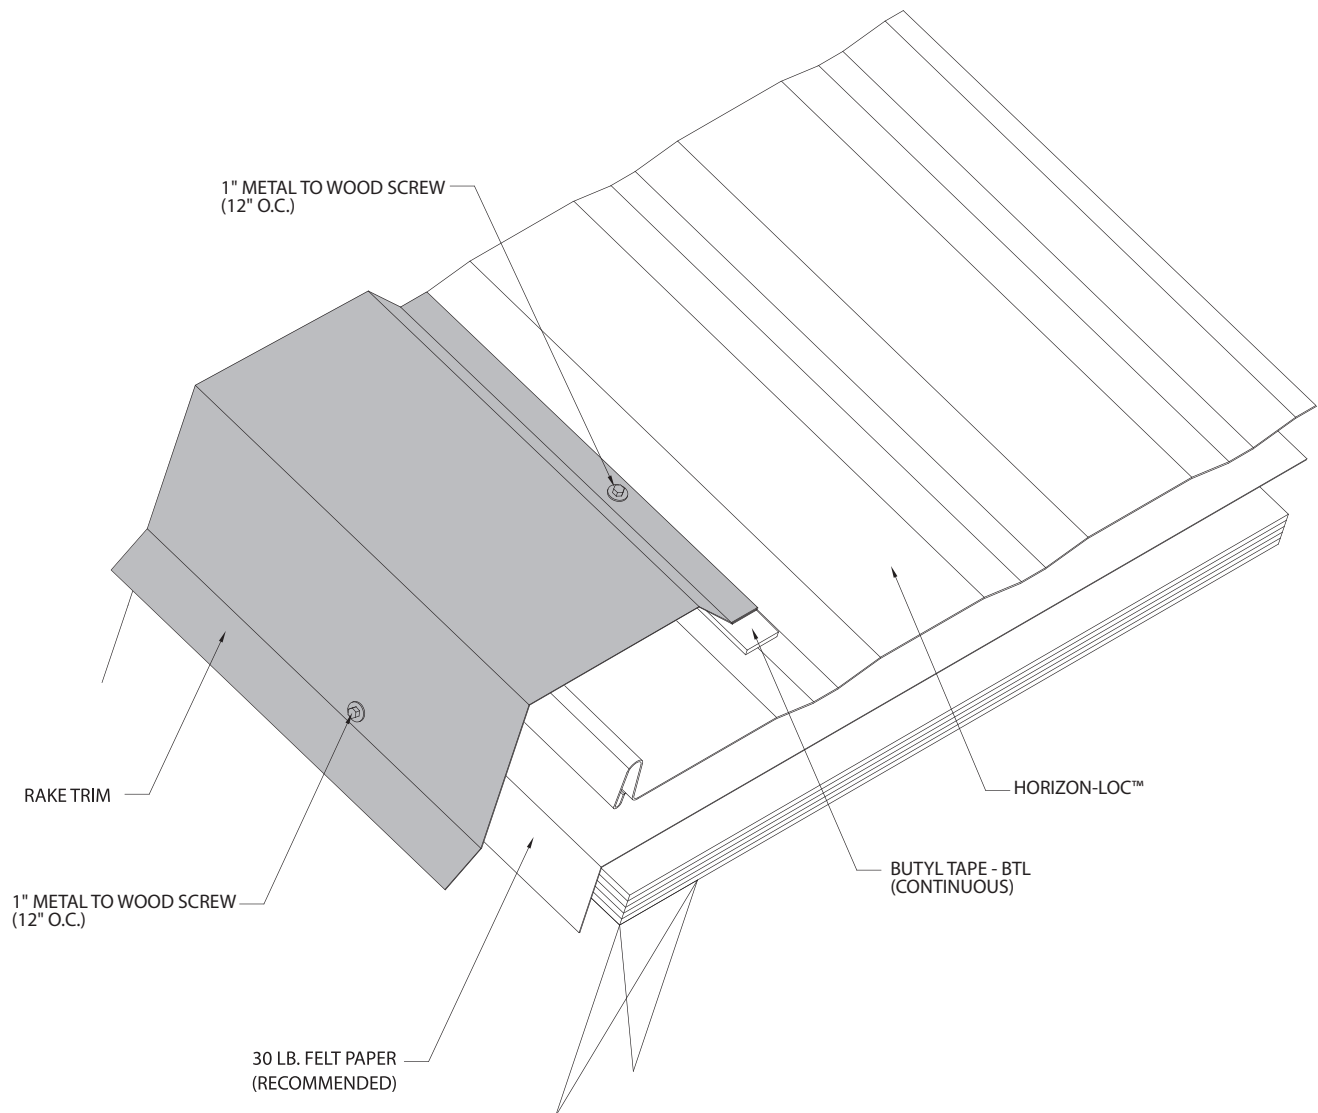 1" METAL TO WOOD SCREW
(12" O.C.)
RAKE TRIM
HORIZON-LOC™
BUTYL TAPE - BTL
(CONTINUOUS)
1" METAL TO WOOD SCREW
(12" O.C.)
30 LB. FELT PAPER
(RECOMMENDED)